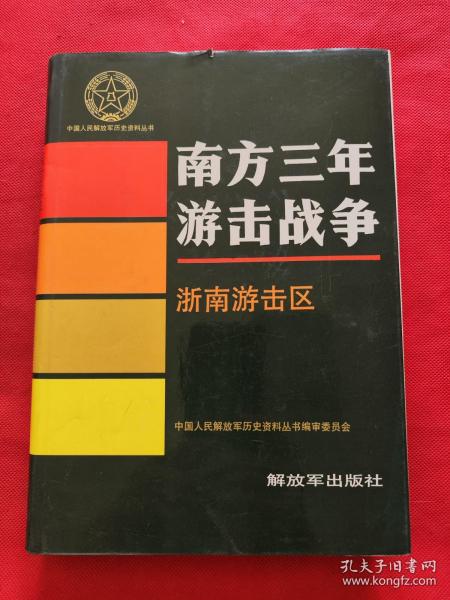 中国人民解放军历史资料丛书
南方三年
游击战争
浙南游击区
中国人民解放军历史资料丛书编审委员会
解放军出版社
孔夫子旧书网
www.kongfz.com